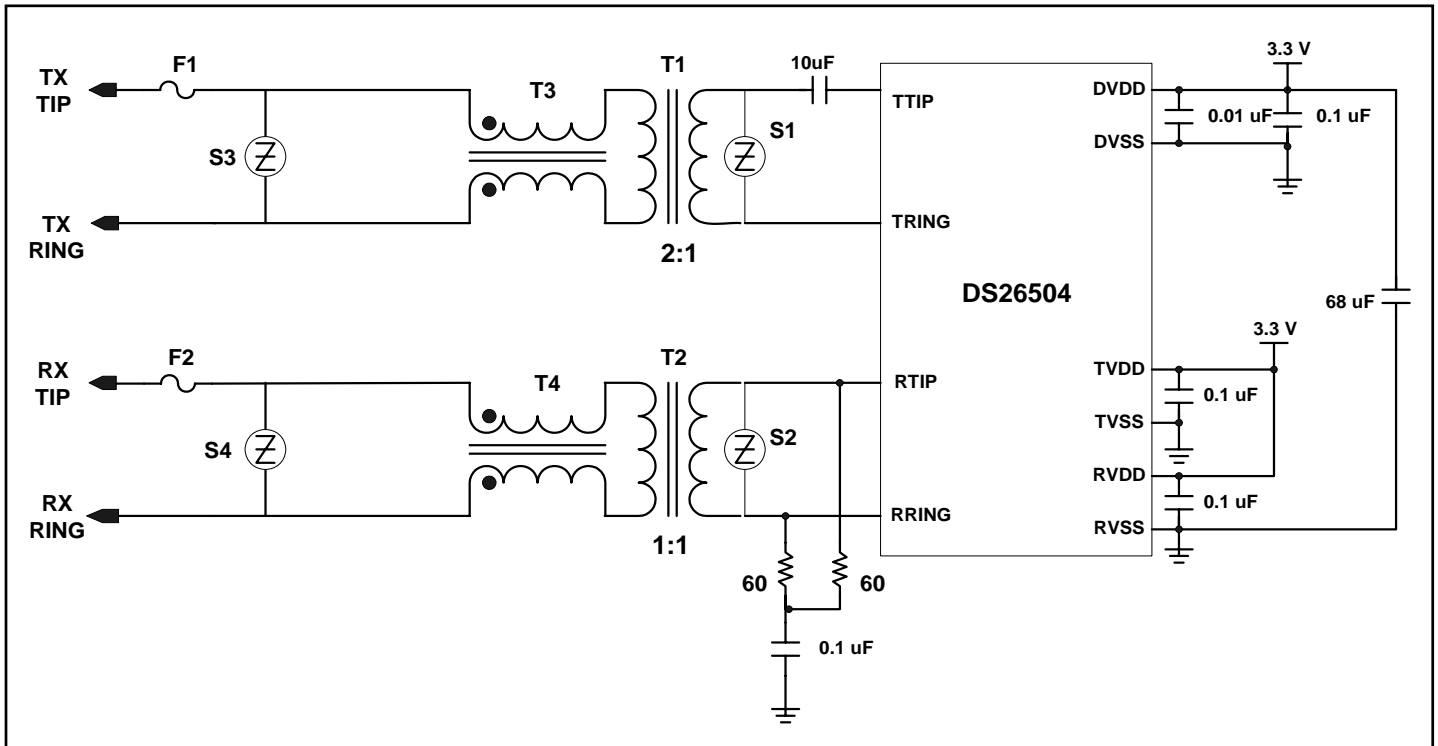 TX
TIP
F1
S3
T3
T1
S1
10uF
TX
RING
2:1
TTIP
TRING
DS26504
DVDD
DVSS
3.3 V
0.01 uF
0.1 uF
68 uF
RX
TIP
F2
S4
T4
T2
S2
RX
RING
1:1
RTIP
RRING
60
60
0.1 uF
3.3 V
TVDD
0.1 uF
TVSS
RVDD
0.1 uF
RVSS